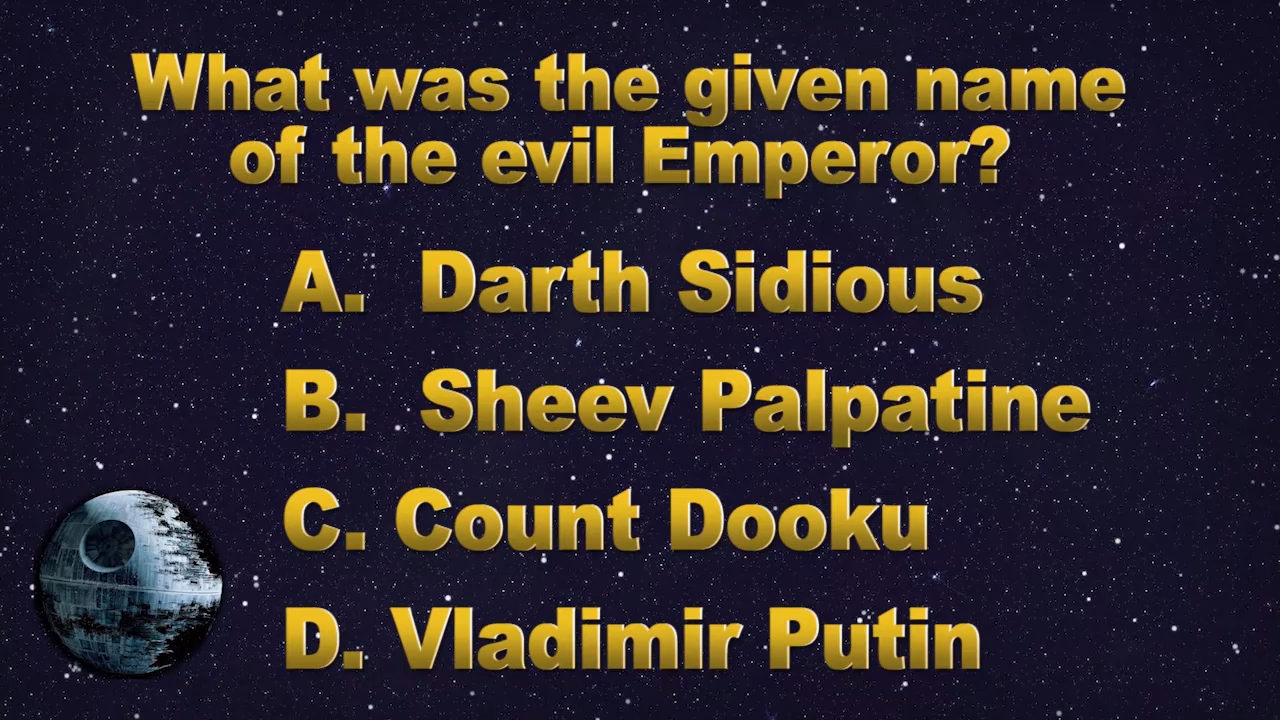 What was the given name
of the evil Emperor?
A. Darth Sidious
B. Sheev Palpatine
C. Count Dooku
D. Vladimir Putin